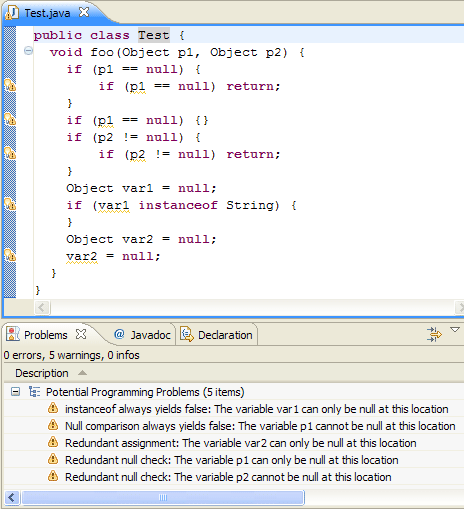 Test.java
public class Test {
void foo(Object p1, Object p2) {
if (p1 == null) {
if (p1 == null) return;
}
if (p1 == null) {}
if (p2 != null) {
if (p2 != null) return;
}
Object var1 = null;
if (var1 instanceof String) {
}
Object var2 = null;
var2 = null;
}
}
Problems @ Javadoc Declaration
0 errors, 5 warnings, 0 infos
Description
Potential Programming Problems (5 items)
instanceof always yields false: The variable var1 can only be null at this location
Null comparison always yields false: The variable p1 cannot be null at this location
Redundant assignment: The variable var2 can only be null at this location
Redundant null check: The variable p1 can only be null at this location
Redundant null check: The variable p2 cannot be null at this location